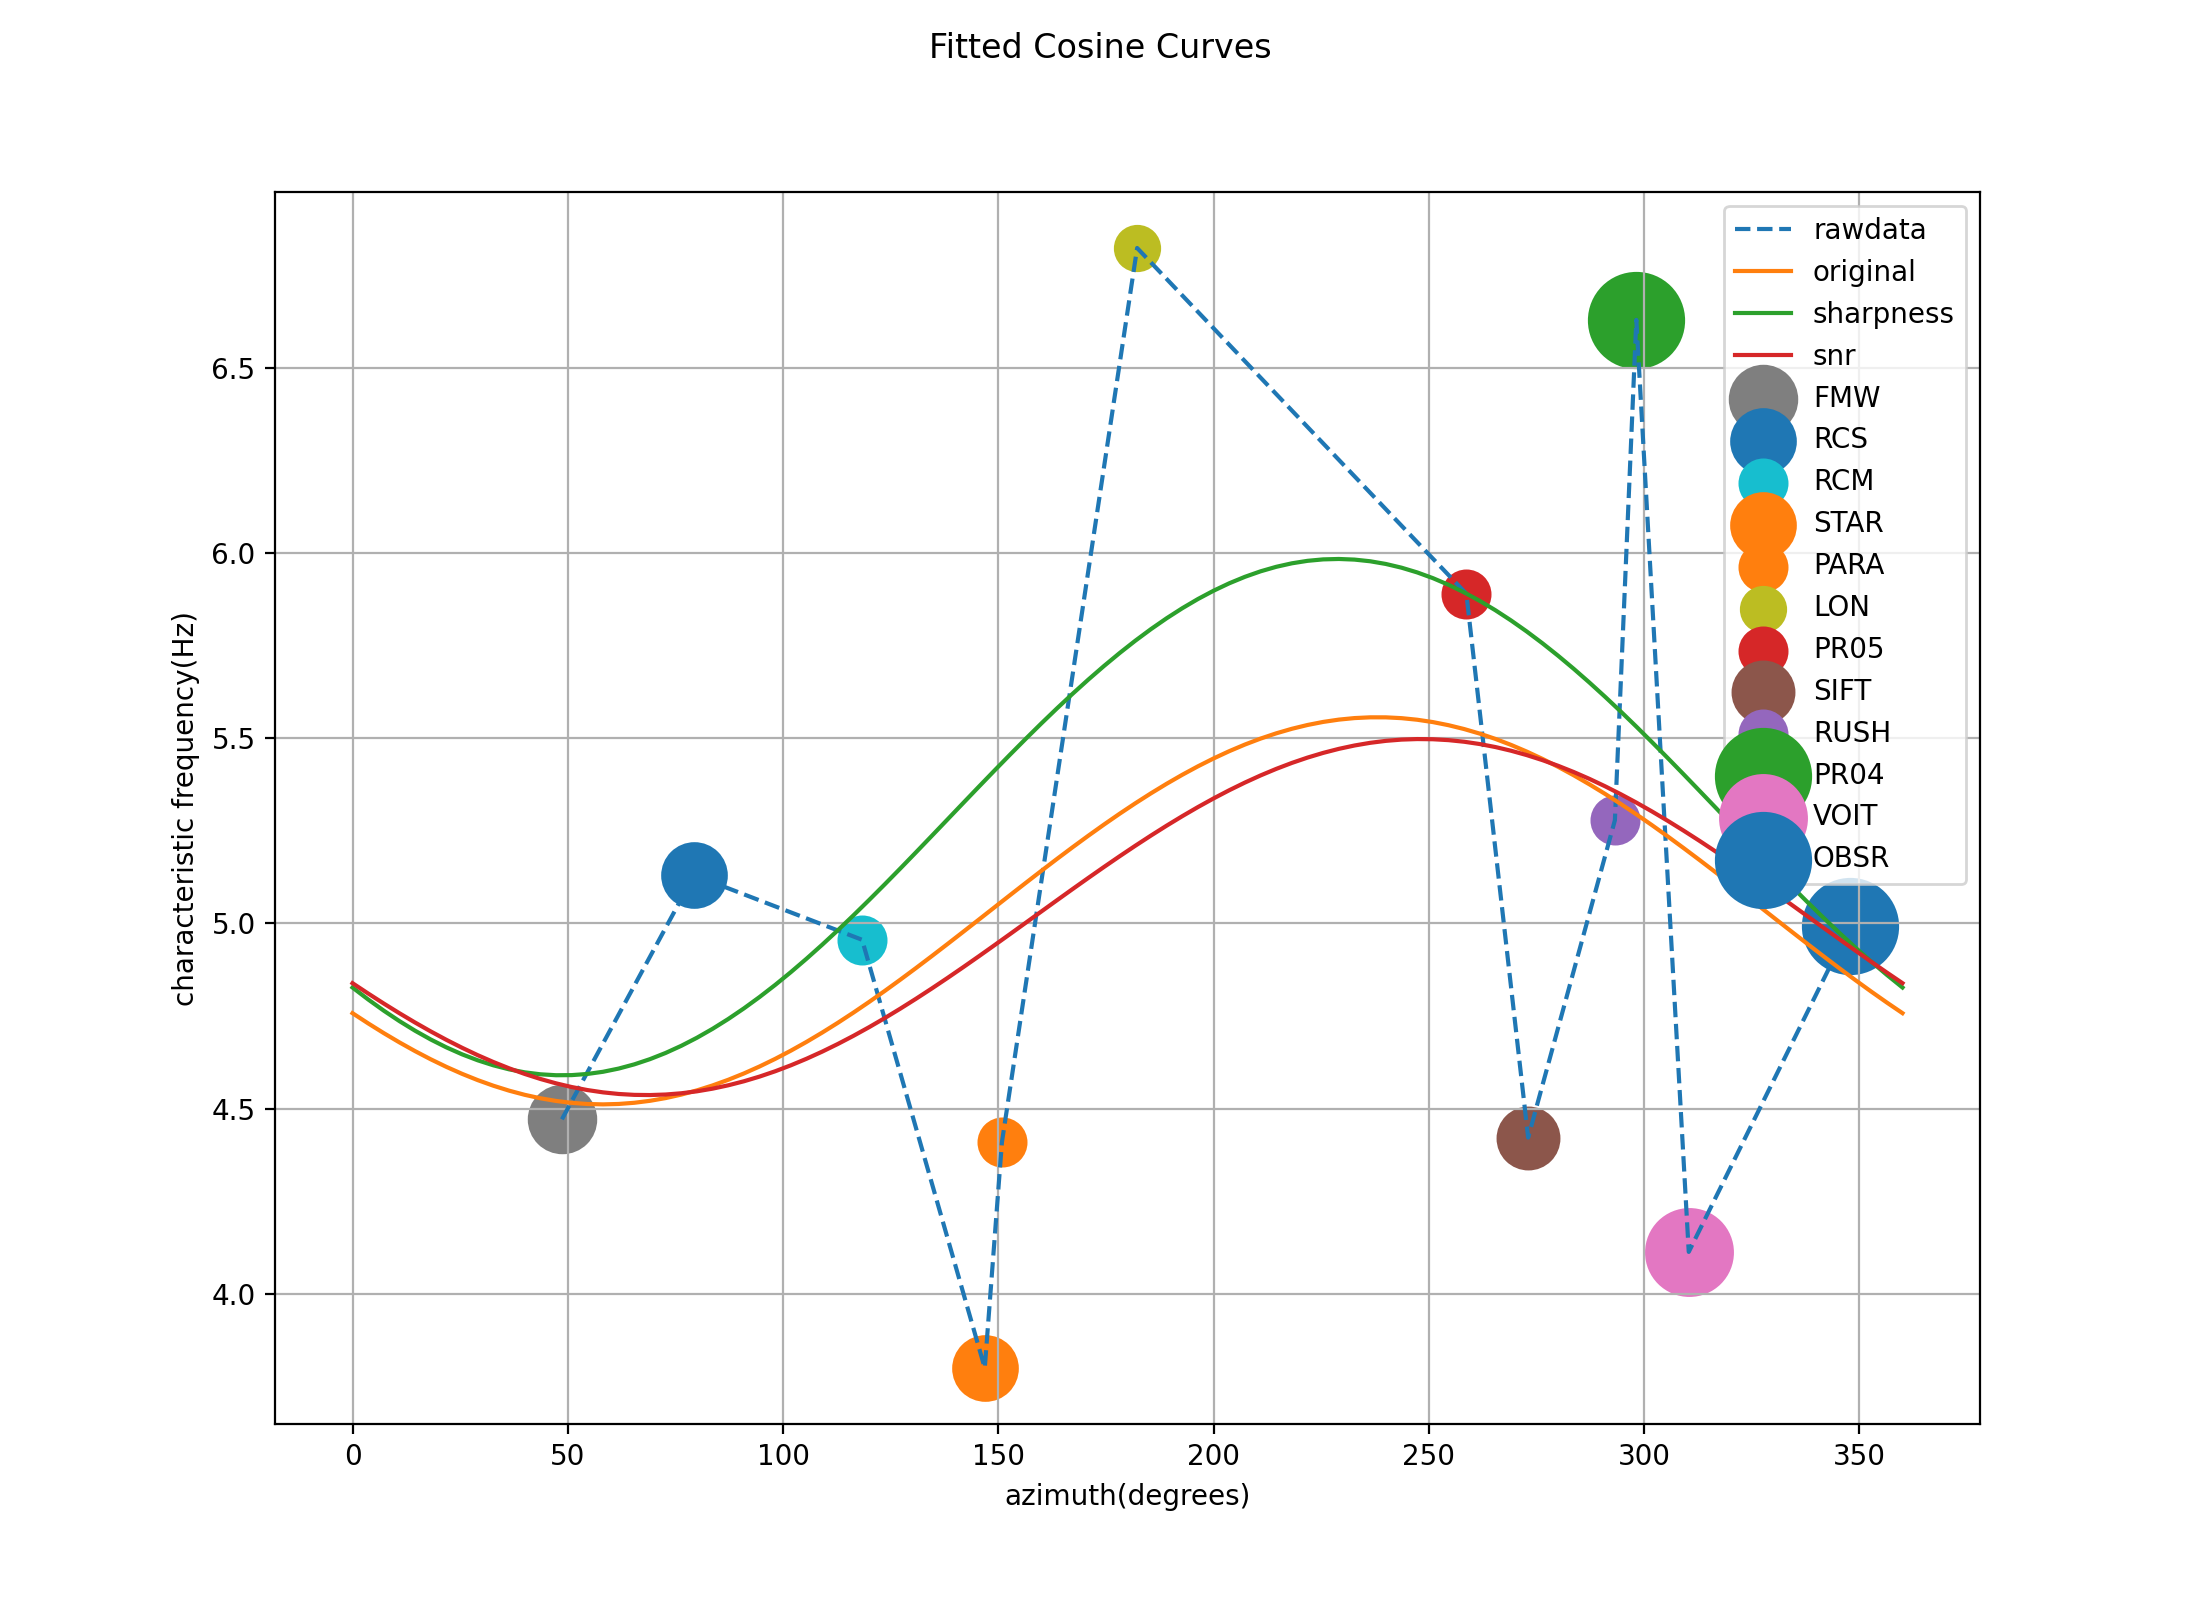 Fitted Cosine Curves
characteristic frequency(Hz)
6.5
6.0
5.5
5.0
4.5
4.0
0 50 100 150 200 250 300 350
azimuth(degrees)
rawdata
original
sharpness
snr
FMW
RCS
RCM
STAR
PARA
LON
PR05
SIFT
RUSH
PR04
VOIT
OBSR